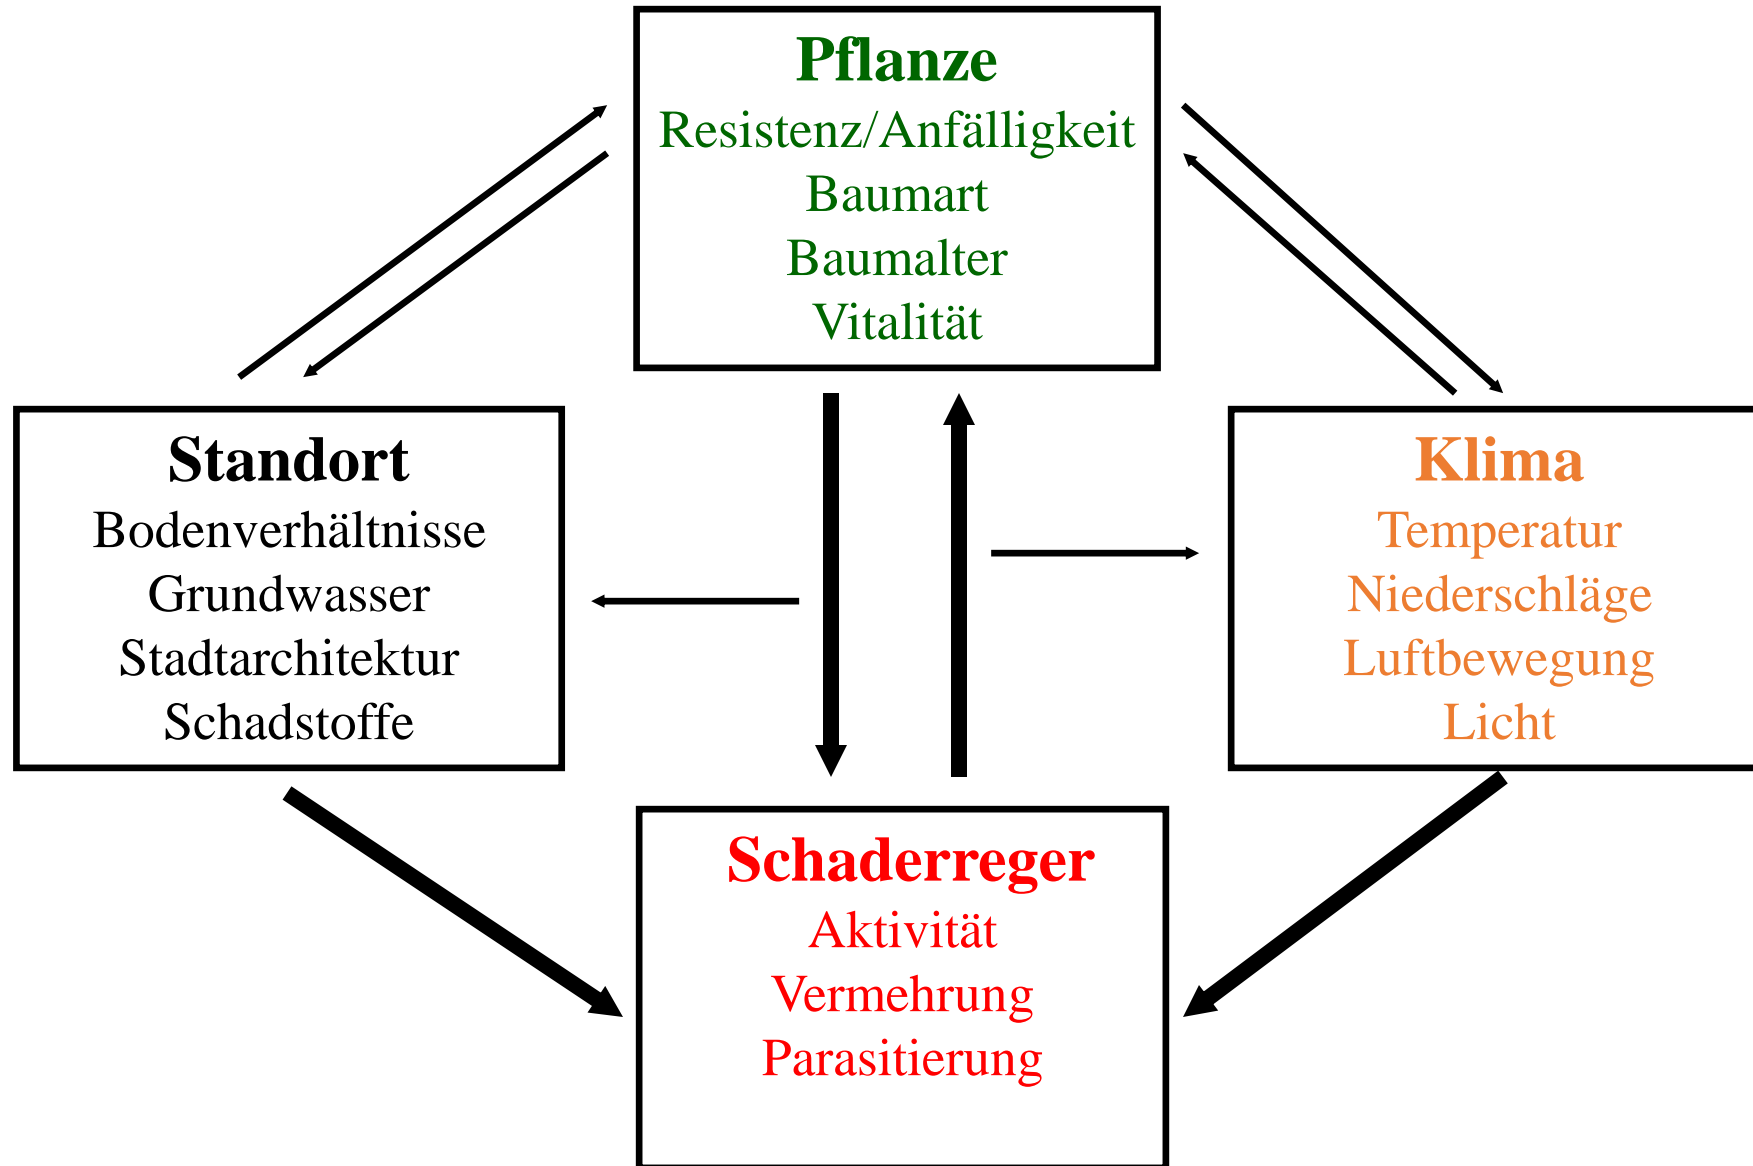 Pflanze
Resistenz/Anfälligkeit
Baumart
Baumalter
Vitalität
Standort
Bodenverhältnisse
Grundwasser
Stadtarchitektur
Schadstoffe
Klima
Temperatur
Niederschläge
Luftbewegung
Licht
Schaderreger
Aktivität
Vermehrung
Parasitierung